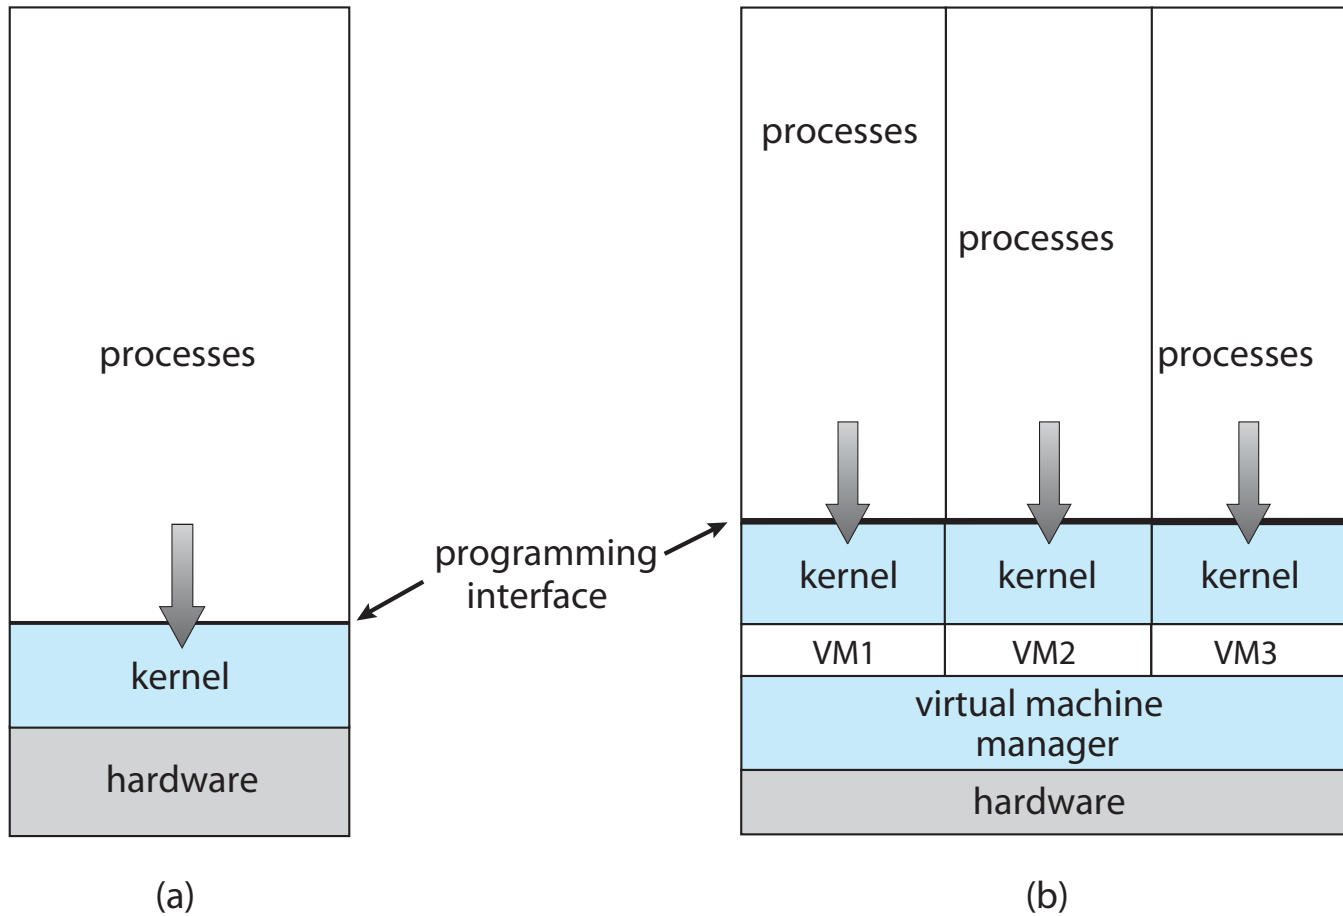 processes
kernel
hardware
(a)
programming
interface
processes
processes
processes
kernel
kernel
kernel
VM1
VM2
VM3
virtual machine
manager
hardware
(b)